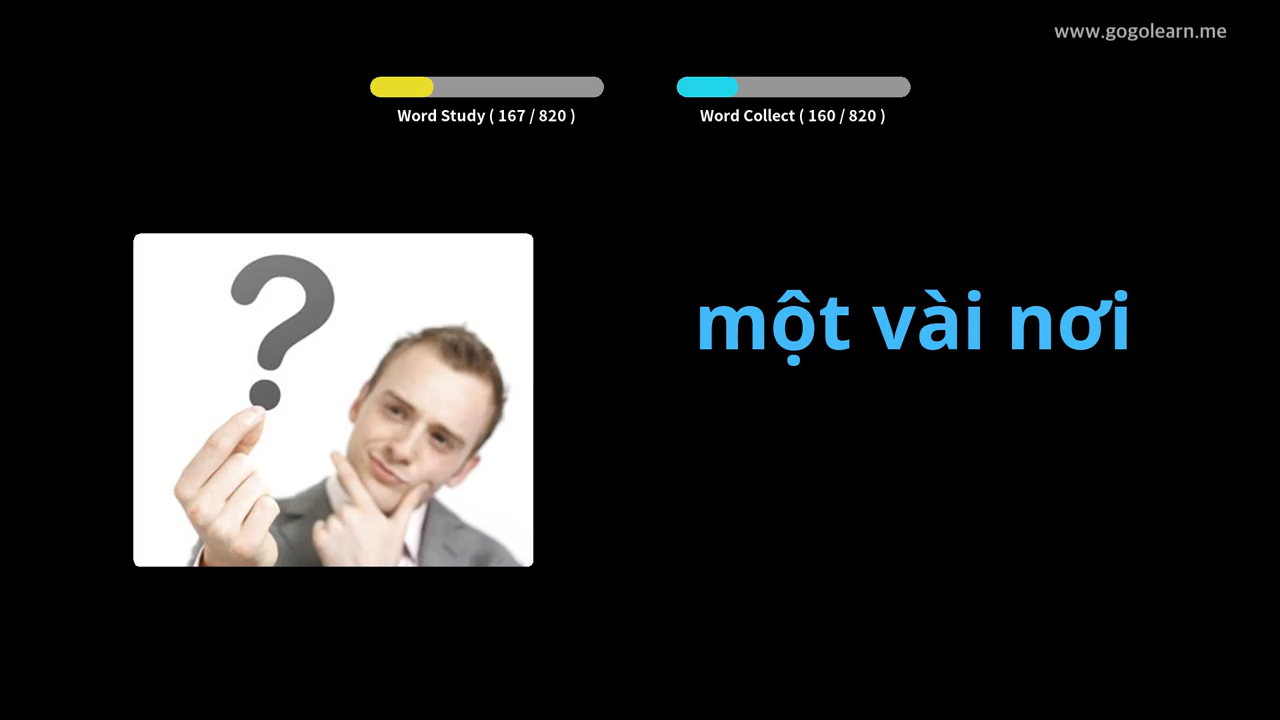 www.gogolearn.me
Word Study ( 167 / 820 )
Word Collect ( 160 / 820 )
?
một vài nơi